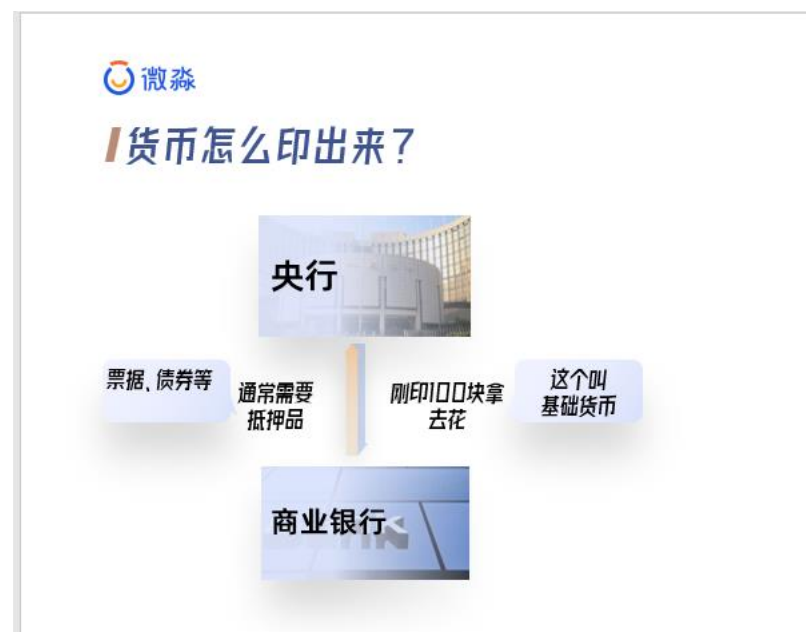 微淼
货币怎么印出来？
央行
票据、债券等
通常需要
抵押品
刚印100块拿
去花
这个叫
基础货币
商业银行